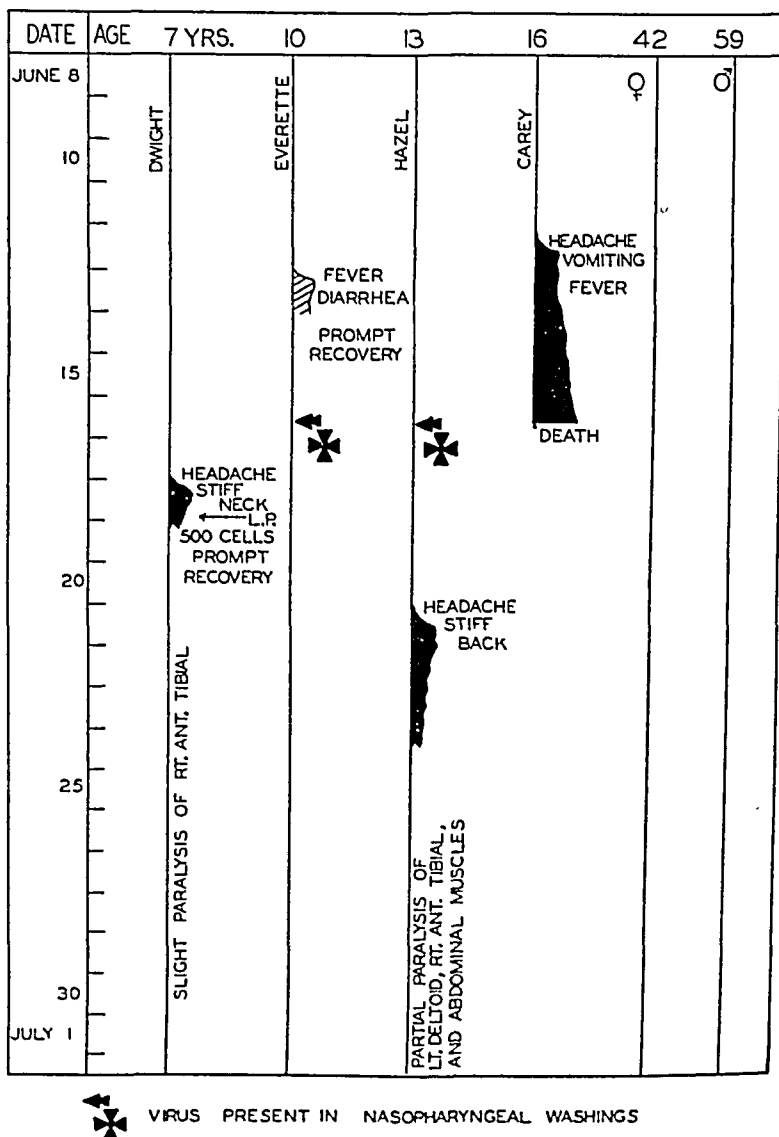 DATE AGE 7 YRS. 10 13 16 42 59
JUNE 8 ♀ ♂
DWIGHT
EVERETTE
HAZEL
CAREY
10
HEADACHE
VOMITING
FEVER
FEVER
DIARRHEA
PROMPT
RECOVERY
15
DEATH
HEADACHE
STIFF
NECK
L.P.
500 CELLS
PROMPT
RECOVERY
20
HEADACHE
STIFF
BACK
SLIGHT PARALYSIS OF RT. ANT. TIBIAL
25
PARTIAL PARALYSIS OF
LT. DELTOID, RT. ANT. TIBIAL,
AND ABDOMINAL MUSCLES
30
JULY 1
VIRUS PRESENT IN NASOPHARYNGEAL WASHINGS